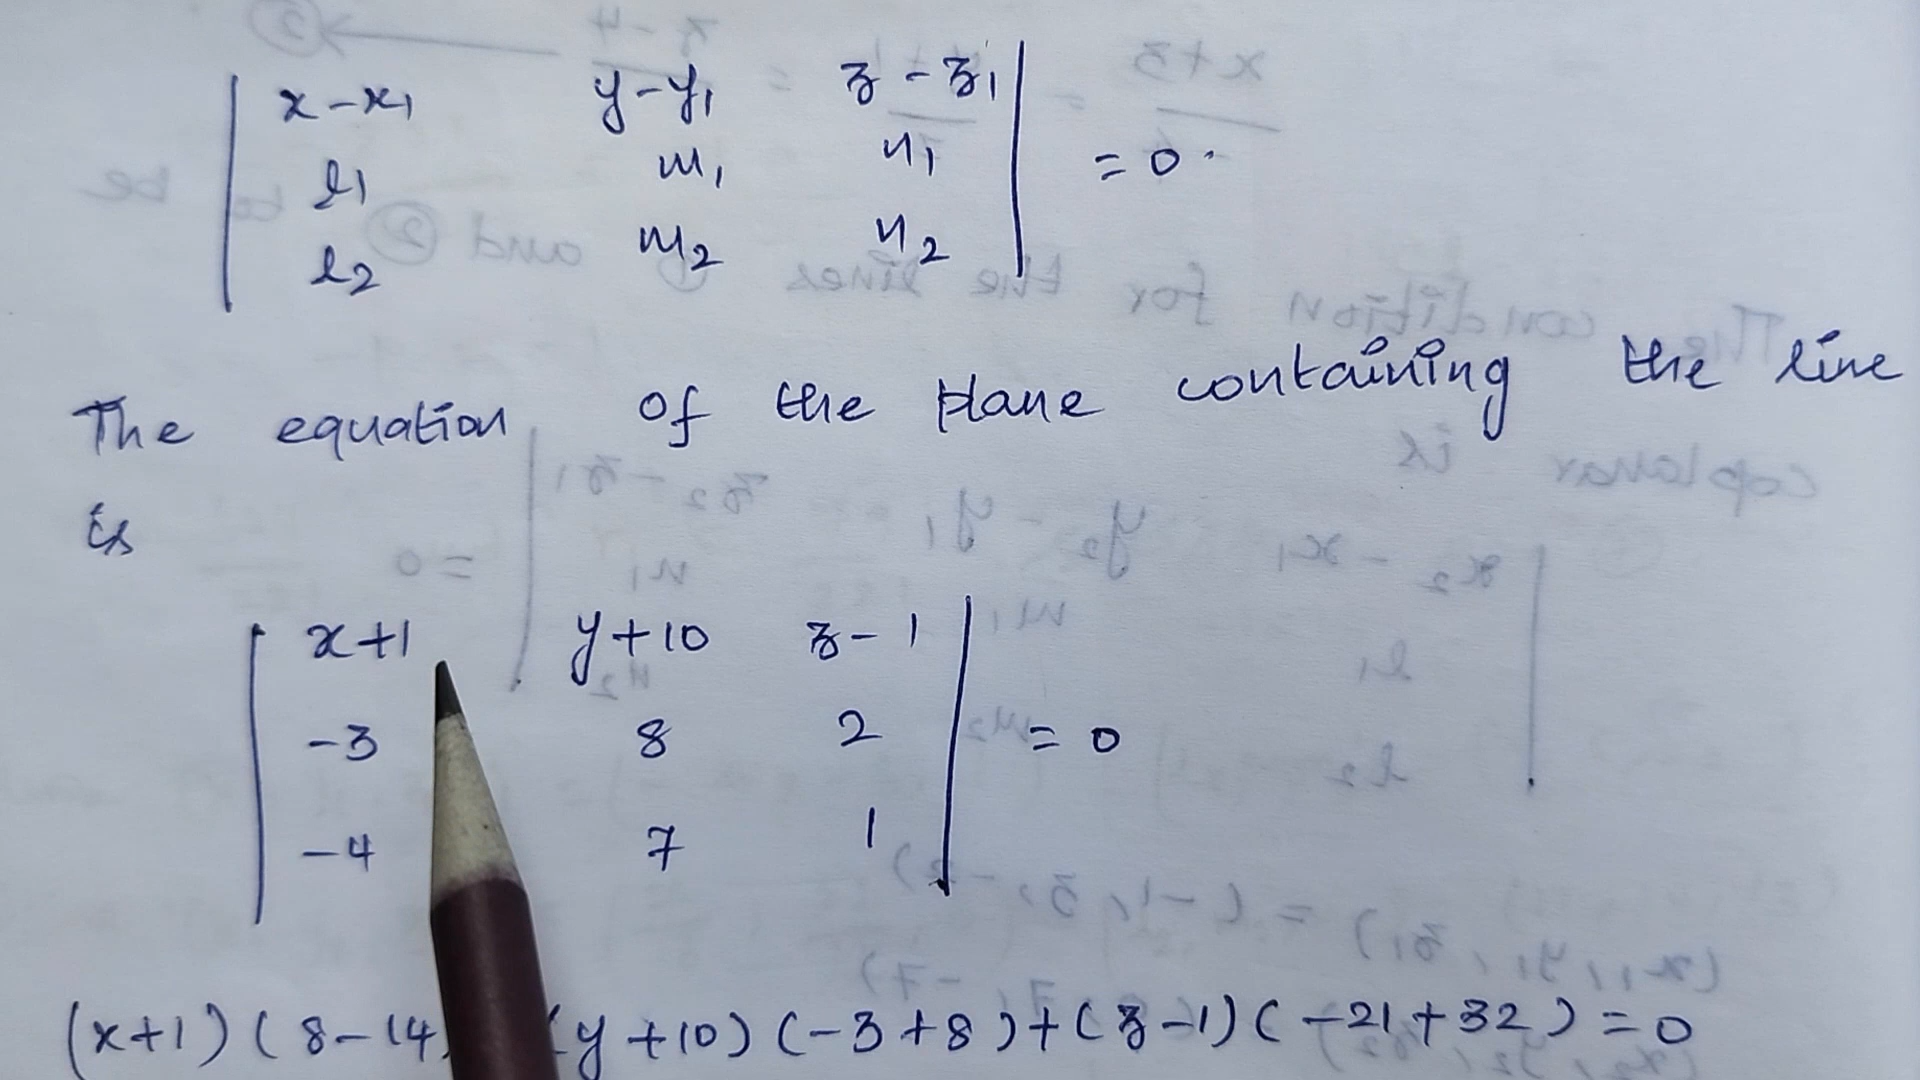 | x-x₁ y-y₁ z-z₁ |
| l₁ m₁ n₁ | = 0.
| l₂ m₂ n₂ |
The equation of the plane containing the line
is
| x+1 y+10 z-1 |
| -3 8 2 | = 0
| -4 7 1 |
(x+1)(8-14 (y+10)(-3+8)+(z-1)(-21+32)=0